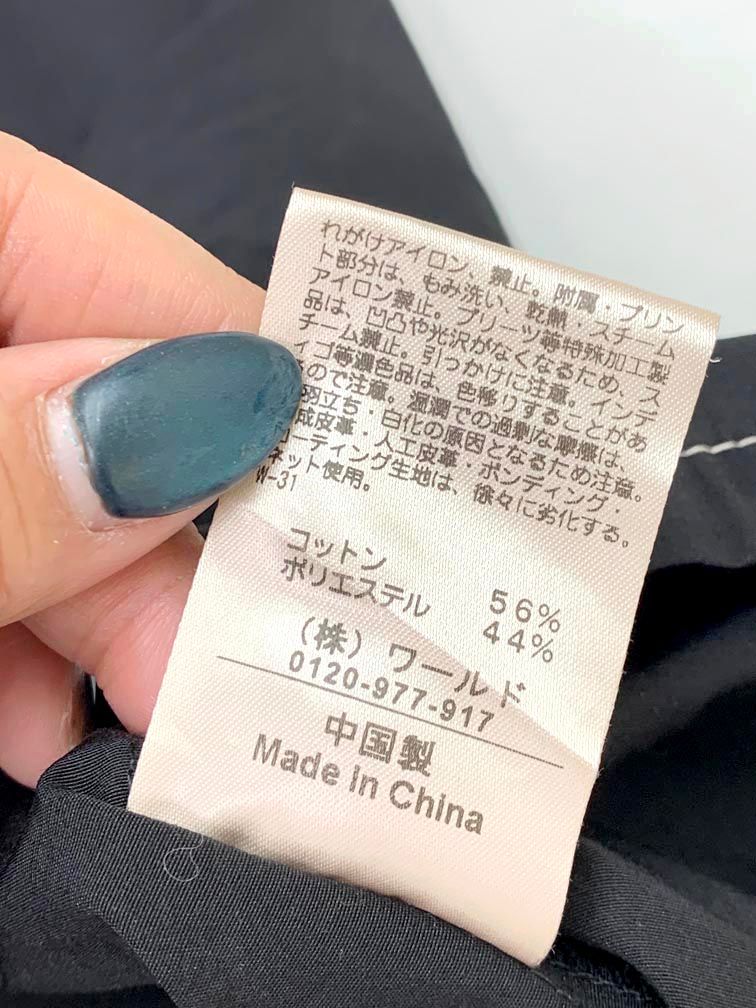 れがけアイロン、禁止。附属・プリン
ト部分は、もみ洗い、乾熱・スチーム
アイロン禁止。プリーツ等特殊加工製
品は、凹凸や光沢がなくなるため、ス
チーム禁止。引っかけに注意。インデ
ィゴ等濃色品は、色移りすることがあ
ので注意。湿潤での過剰な摩擦は、
羽立ち・白化の原因となるため注意。
成皮革・人工皮革・ボンディング・
コーティング生地は、徐々に劣化する。
ネット使用。
W-31
コットン 56%
ポリエステル 44%
(株) ワールド
0120-977-917
中国製
Made in China